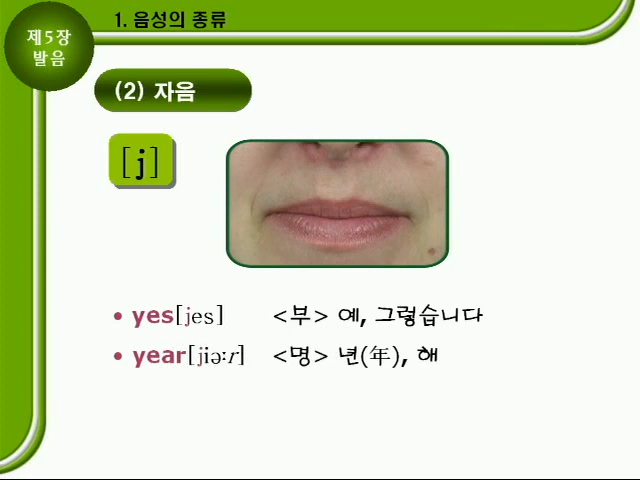 1. 음성의 종류
제5장
발음
(2) 자음
[j]
• yes[jes] <부> 예, 그렇습니다
• year[jiəːr] <명> 년(年), 해